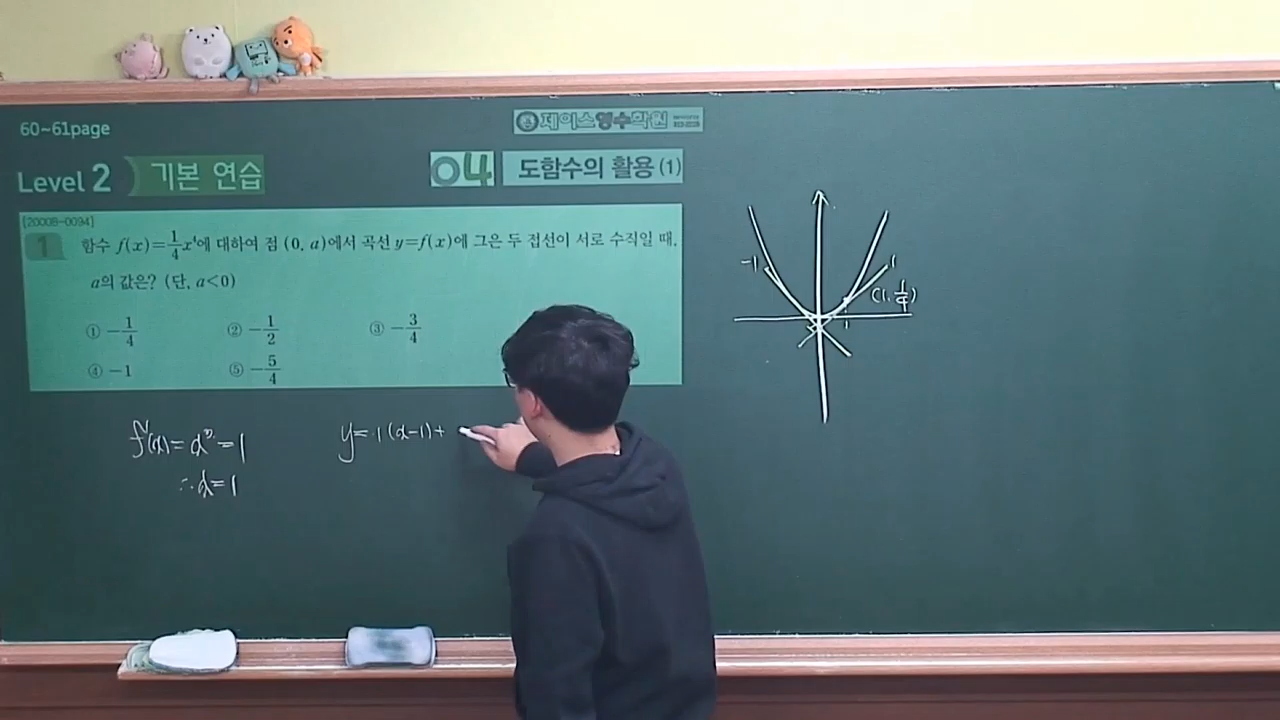 60~61page
제이스영수학원
Level 2 기본 연습
04 도함수의 활용 (1)
[20008-0094]
1 함수 f(x)=1/4x⁴에 대하여 점 (0, a)에서 곡선 y=f(x)에 그은 두 접선이 서로 수직일 때,
a의 값은? (단, a<0)
① -1/4 ② -1/2 ③ -3/4
④ -1 ⑤ -5/4
f'(x)=x³=1
∴x=1
y=1(x-1)+
-1
1
(1, 1/4)
1